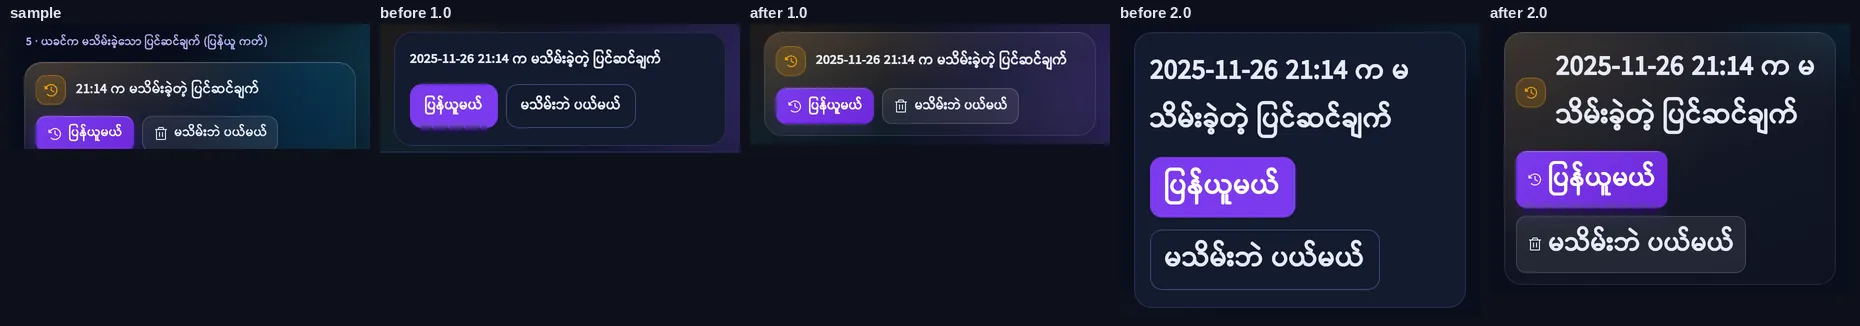 sample
5 · ယခင်က မသိမ်းခဲ့သော ပြင်ဆင်ချက် (ပြန်ယူ ကတ်)
21:14 က မသိမ်းခဲ့တဲ့ ပြင်ဆင်ချက်
ပြန်ယူမယ် မသိမ်းဘဲ ပယ်မယ်
before 1.0
2025-11-26 21:14 က မသိမ်းခဲ့တဲ့ ပြင်ဆင်ချက်
ပြန်ယူမယ် မသိမ်းဘဲ ပယ်မယ်
after 1.0
2025-11-26 21:14 က မသိမ်းခဲ့တဲ့ ပြင်ဆင်ချက်
ပြန်ယူမယ် မသိမ်းဘဲ ပယ်မယ်
before 2.0
2025-11-26 21:14 က မ
သိမ်းခဲ့တဲ့ ပြင်ဆင်ချက်
ပြန်ယူမယ်
မသိမ်းဘဲ ပယ်မယ်
after 2.0
2025-11-26 21:14 က မ
သိမ်းခဲ့တဲ့ ပြင်ဆင်ချက်
ပြန်ယူမယ်
မသိမ်းဘဲ ပယ်မယ်